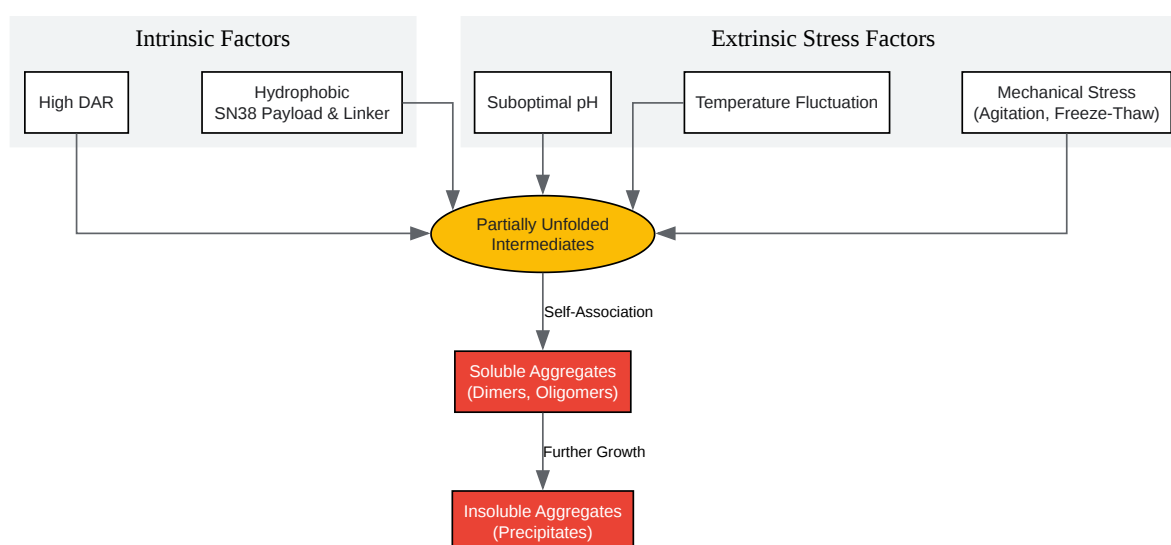 Intrinsic Factors
Extrinsic Stress Factors
High DAR
Hydrophobic
SN38 Payload & Linker
Suboptimal pH
Temperature Fluctuation
Mechanical Stress
(Agitation, Freeze-Thaw)
Partially Unfolded
Intermediates
Self-Association
Soluble Aggregates
(Dimers, Oligomers)
Further Growth
Insoluble Aggregates
(Precipitates)